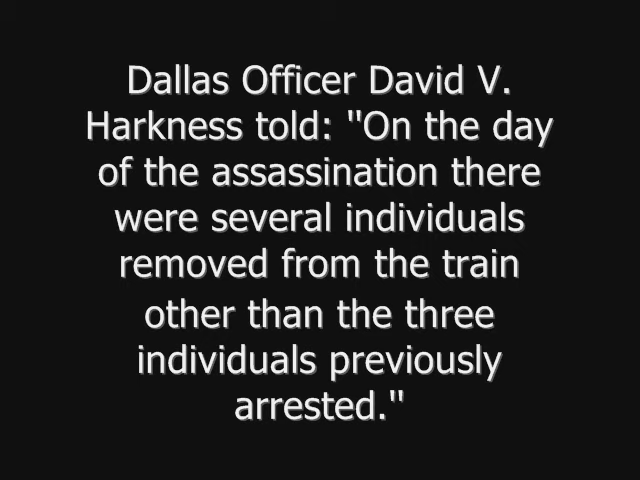 Dallas Officer David V.
Harkness told: "On the day
of the assassination there
were several individuals
removed from the train
other than the three
individuals previously
arrested."